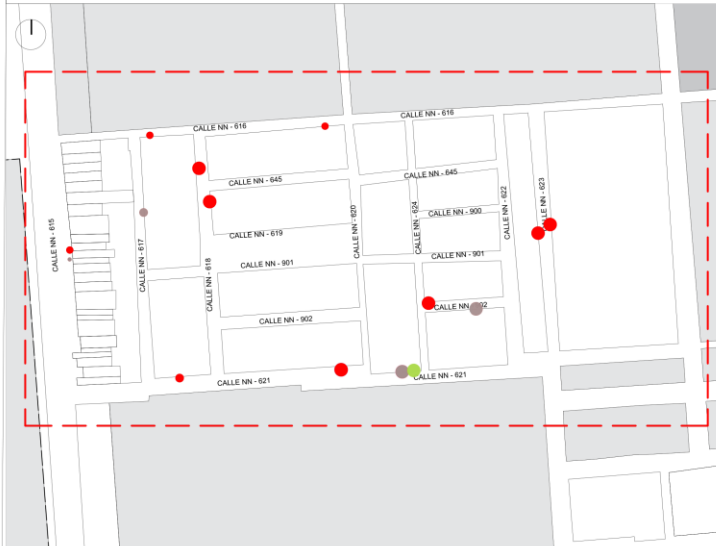 CALLE NN - 616
CALLE NN - 616
CALLE NN - 645
CALLE NN - 645
CALLE NN - 622
CALLE NN - 623
CALLE NN - 900
CALLE NN - 620
CALLE NN - 624
CALLE NN - 615
CALLE NN - 617
CALLE NN - 619
CALLE NN - 618
CALLE NN - 901
CALLE NN - 901
CALLE NN - 902
CALLE NN - 902
CALLE NN - 621
CALLE NN - 621